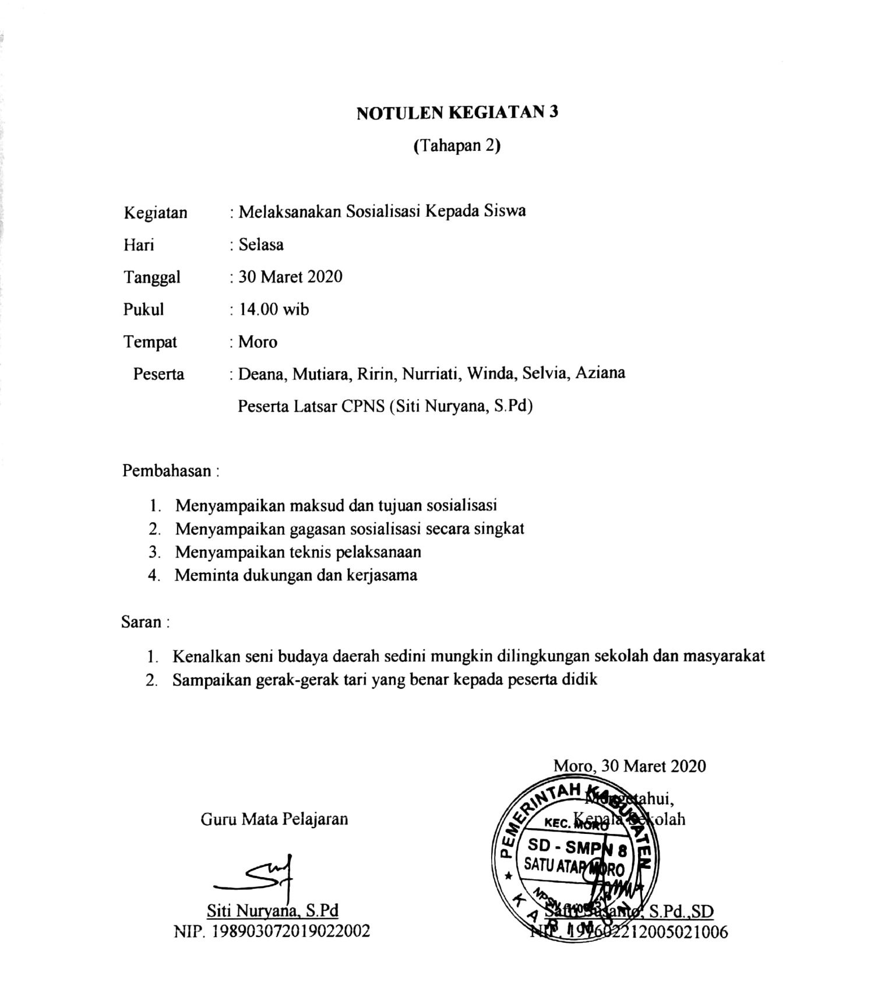 NOTULEN KEGIATAN 3
(Tahapan 2)
Kegiatan : Melaksanakan Sosialisasi Kepada Siswa
Hari : Selasa
Tanggal : 30 Maret 2020
Pukul : 14.00 wib
Tempat : Moro
Peserta : Deana, Mutiara, Ririn, Nurriati, Winda, Selvia, Aziana
Peserta Latsar CPNS (Siti Nuryana, S.Pd)
Pembahasan :
1. Menyampaikan maksud dan tujuan sosialisasi
2. Menyampaikan gagasan sosialisasi secara singkat
3. Menyampaikan teknis pelaksanaan
4. Meminta dukungan dan kerjasama
Saran :
1. Kenalkan seni budaya daerah sedini mungkin dilingkungan sekolah dan masyarakat
2. Sampaikan gerak-gerak tari yang benar kepada peserta didik
Moro, 30 Maret 2020
Mengetahui,
Kepala Sekolah
Guru Mata Pelajaran
PEMERINTAH KABUPATEN
KEC. MORO
SD - SMPN 8
SATU ATAP MORO
NPSN
KARIMUN
Siti Nuryana, S.Pd
NIP. 198903072019022002
Susanto, S.Pd.,SD
NIP. 197602212005021006